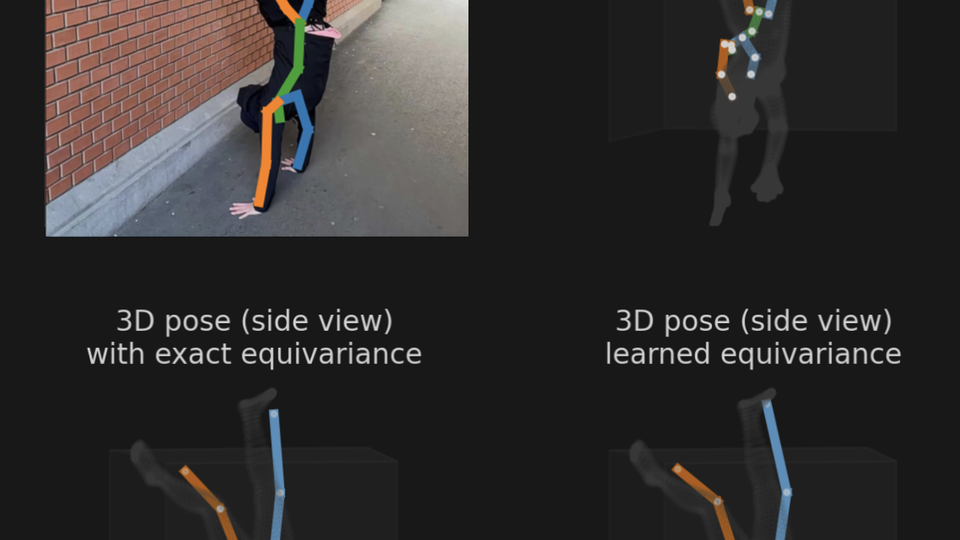 3D pose (side view)
with exact equivariance
3D pose (side view)
learned equivariance